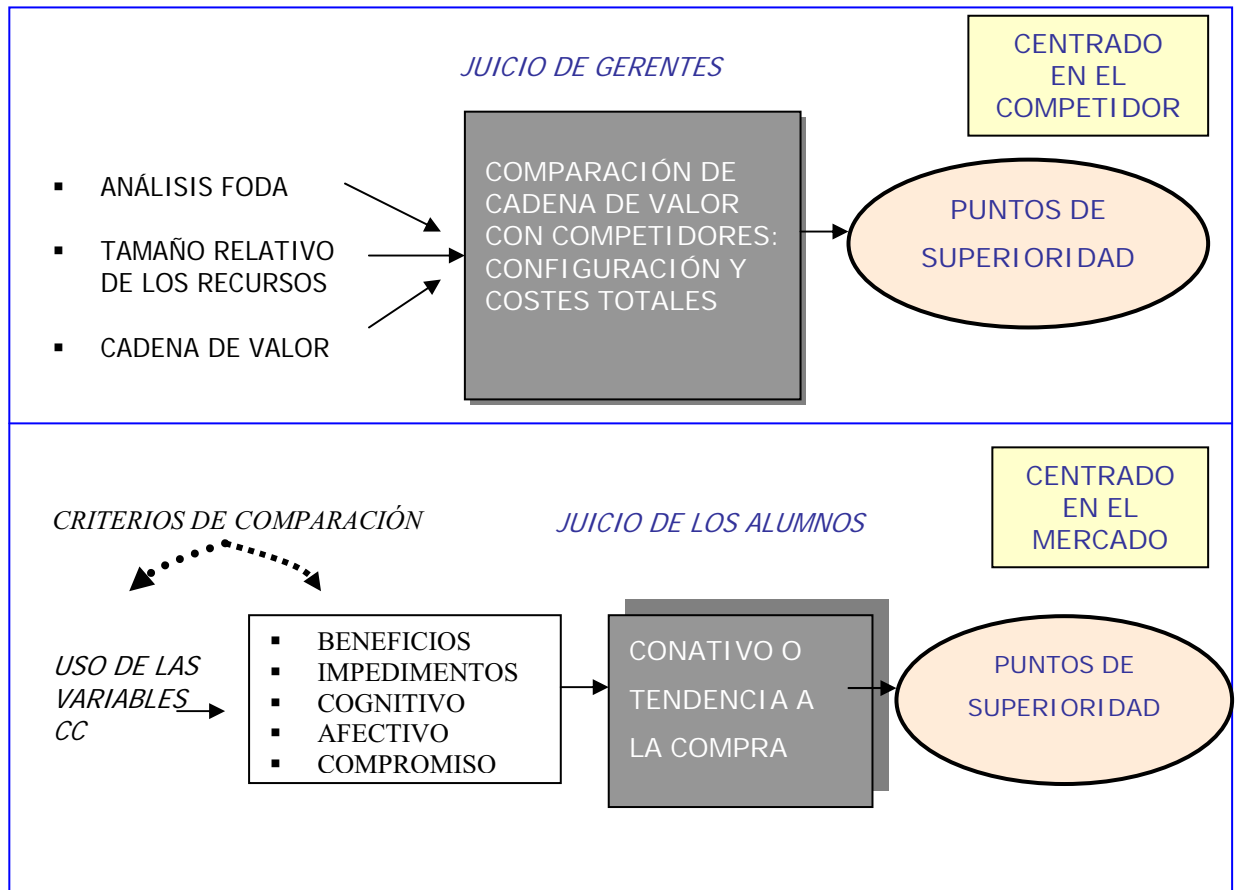 JUICIO DE GERENTES
CENTRADO
EN EL
COMPETIDOR
▪ ANÁLISIS FODA
▪ TAMAÑO RELATIVO
DE LOS RECURSOS
▪ CADENA DE VALOR
COMPARACIÓN DE
CADENA DE VALOR
CON COMPETIDORES:
CONFIGURACIÓN Y
COSTES TOTALES
PUNTOS DE
SUPERIORIDAD
CRITERIOS DE COMPARACIÓN
JUICIO DE LOS ALUMNOS
CENTRADO
EN EL
MERCADO
USO DE LAS
VARIABLES
CC
▪ BENEFICIOS
▪ IMPEDIMENTOS
▪ COGNITIVO
▪ AFECTIVO
▪ COMPROMISO
CONATIVO O
TENDENCIA A
LA COMPRA
PUNTOS DE
SUPERIORIDAD